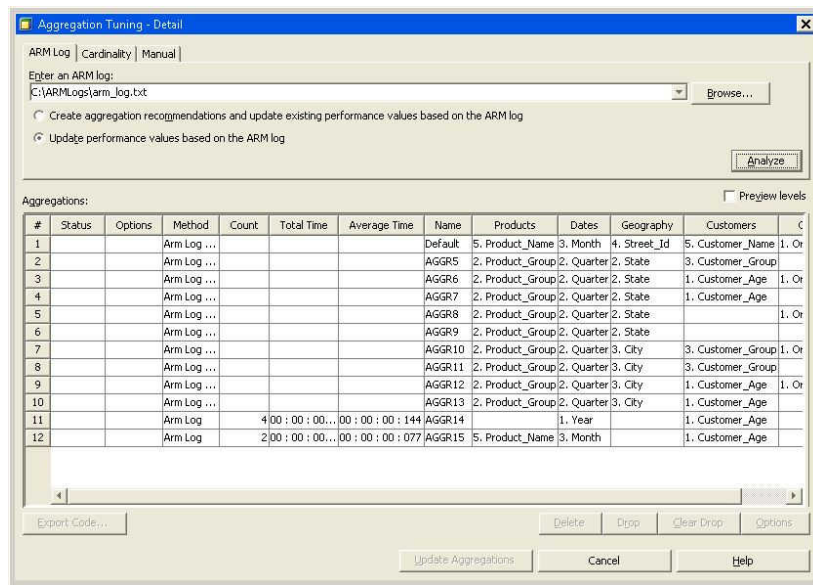 Aggregation Tuning - Detail
ARM Log Cardinality Manual
Enter an ARM log:
C:\ARMLogs\arm_log.txt Browse...
Create aggregation recommendations and update existing performance values based on the ARM log
Update performance values based on the ARM log
Analyze
Aggregations: Preview levels
# Status Options Method Count Total Time Average Time Name Products Dates Geography Customers
1 Arm Log ... Default 5. Product_Name 3. Month 4. Street_Id 5. Customer_Name 1. Or
2 Arm Log ... AGGR5 2. Product_Group 2. Quarter 2. State 3. Customer_Group
3 Arm Log ... AGGR6 2. Product_Group 2. Quarter 2. State 1. Customer_Age 1. Or
4 Arm Log ... AGGR7 2. Product_Group 2. Quarter 2. State 1. Customer_Age
5 Arm Log ... AGGR8 2. Product_Group 2. Quarter 2. State 1. Or
6 Arm Log ... AGGR9 2. Product_Group 2. Quarter 2. State
7 Arm Log ... AGGR10 2. Product_Group 2. Quarter 3. City 3. Customer_Group 1. Or
8 Arm Log ... AGGR11 2. Product_Group 2. Quarter 3. City 3. Customer_Group
9 Arm Log ... AGGR12 2. Product_Group 2. Quarter 3. City 1. Customer_Age 1. Or
10 Arm Log ... AGGR13 2. Product_Group 2. Quarter 3. City 1. Customer_Age
11 Arm Log 4 00 : 00 : 00... 00 : 00 : 00 : 144 AGGR14 1. Year 1. Customer_Age
12 Arm Log 2 00 : 00 : 00... 00 : 00 : 00 : 077 AGGR15 5. Product_Name 3. Month 1. Customer_Age
Export Code... Delete Drop Clear Drop Options
Update Aggregations Cancel Help